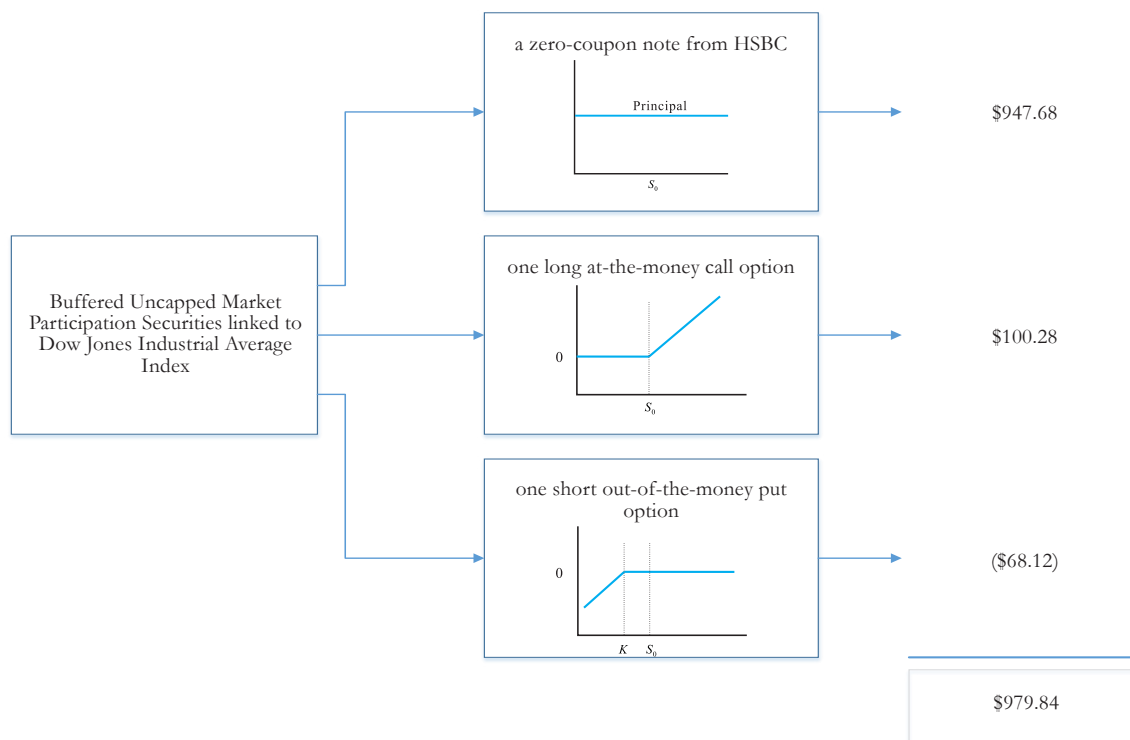 a zero-coupon note from HSBC
Principal
S₀
$947.68
Buffered Uncapped Market
Participation Securities linked to
Dow Jones Industrial Average
Index
one long at-the-money call option
0
S₀
$100.28
one short out-of-the-money put
option
0
K S₀
($68.12)
$979.84